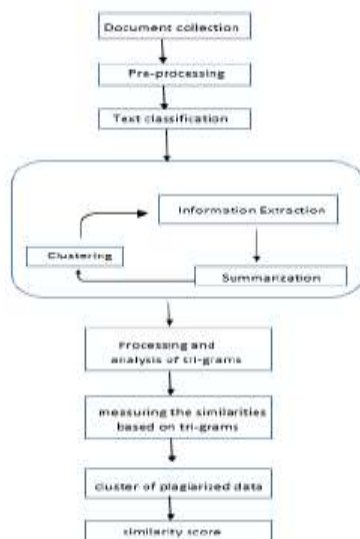 Document collection
Pre-processing
Text classification
Information Extraction
Clustering
Summarization
Processing and
analysis of tri-grams
measuring the similarities
based on tri-grams
cluster of plagiarized data
similarity score